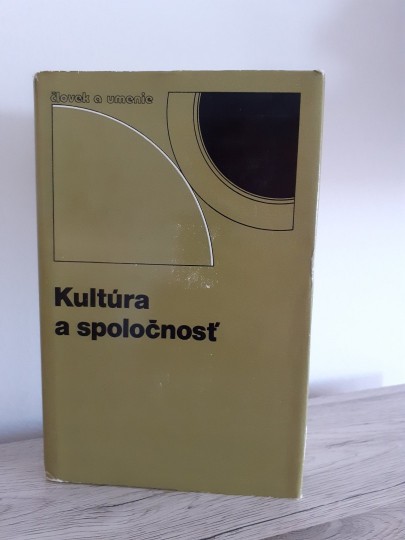 človek a umenie
Kultúra
a spoločnosť